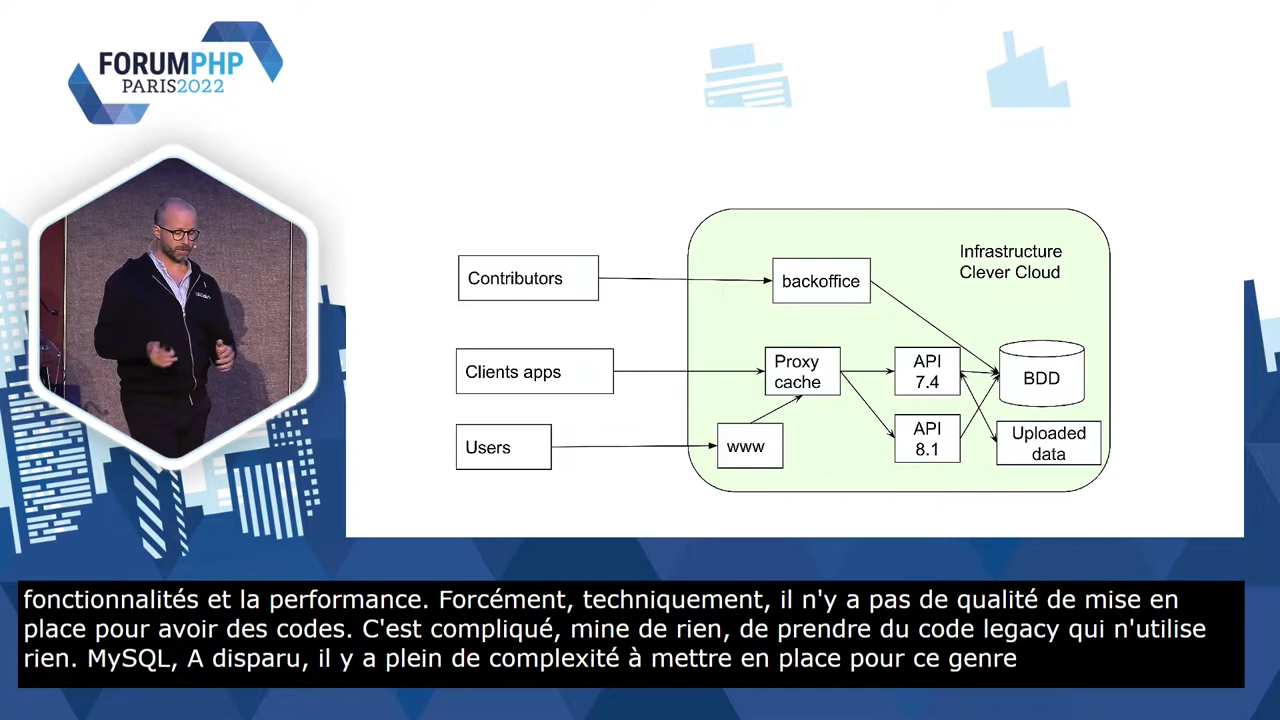 FORUMPHP
PARIS2022
Infrastructure
Clever Cloud
Contributors
backoffice
Clients apps
Proxy
cache
API
7.4
BDD
Users
www
API
8.1
Uploaded
data
fonctionnalités et la performance. Forcément, techniquement, il n'y a pas de qualité de mise en
place pour avoir des codes. C'est compliqué, mine de rien, de prendre du code legacy qui n'utilise
rien. MySQL, A disparu, il y a plein de complexité à mettre en place pour ce genre